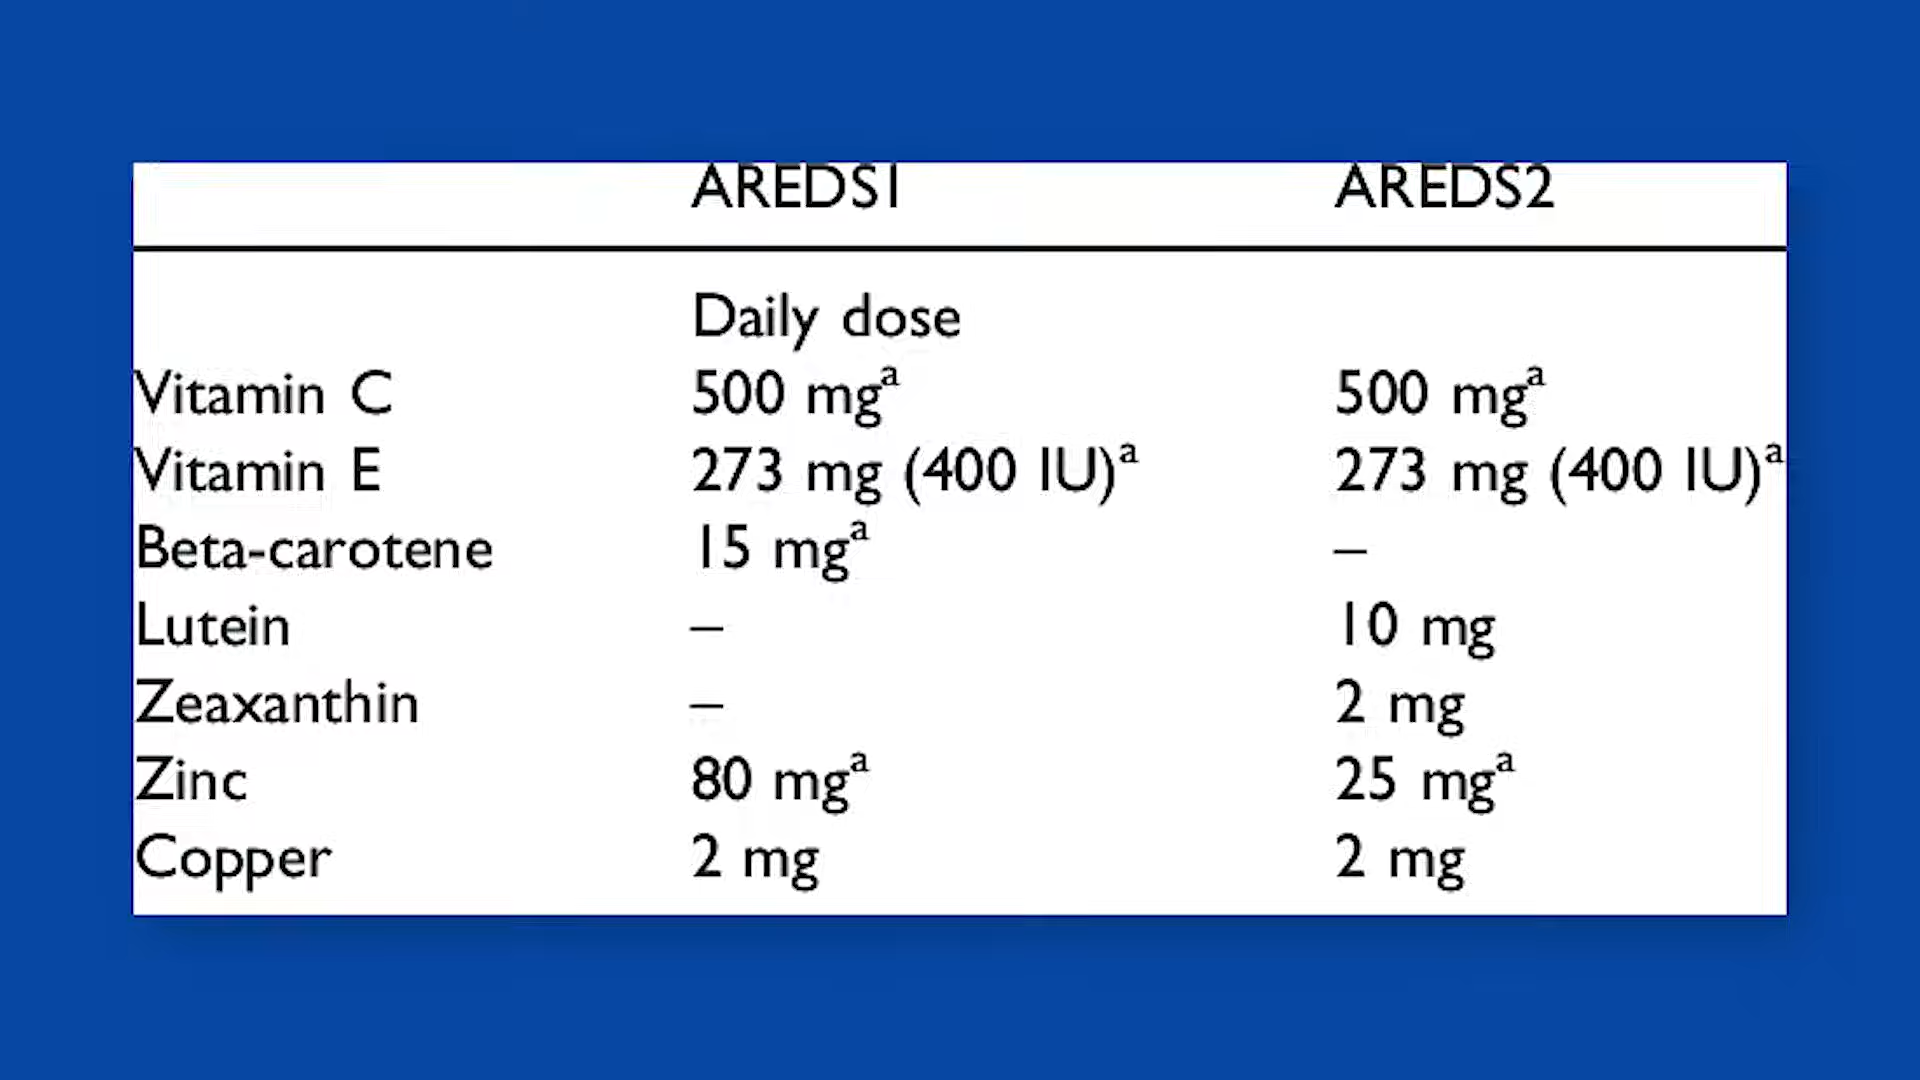 AREDS1 AREDS2
Daily dose
Vitamin C 500 mgᵃ 500 mgᵃ
Vitamin E 273 mg (400 IU)ᵃ 273 mg (400 IU)ᵃ
Beta-carotene 15 mgᵃ –
Lutein – 10 mg
Zeaxanthin – 2 mg
Zinc 80 mgᵃ 25 mgᵃ
Copper 2 mg 2 mg